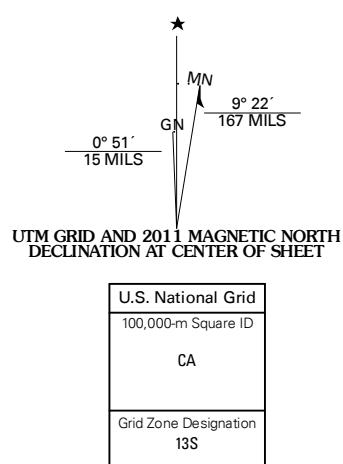 MN
9° 22´
167 MILS
GN
0° 51´
15 MILS
UTM GRID AND 2011 MAGNETIC NORTH
DECLINATION AT CENTER OF SHEET
U.S. National Grid
100,000-m Square ID
CA
Grid Zone Designation
13S